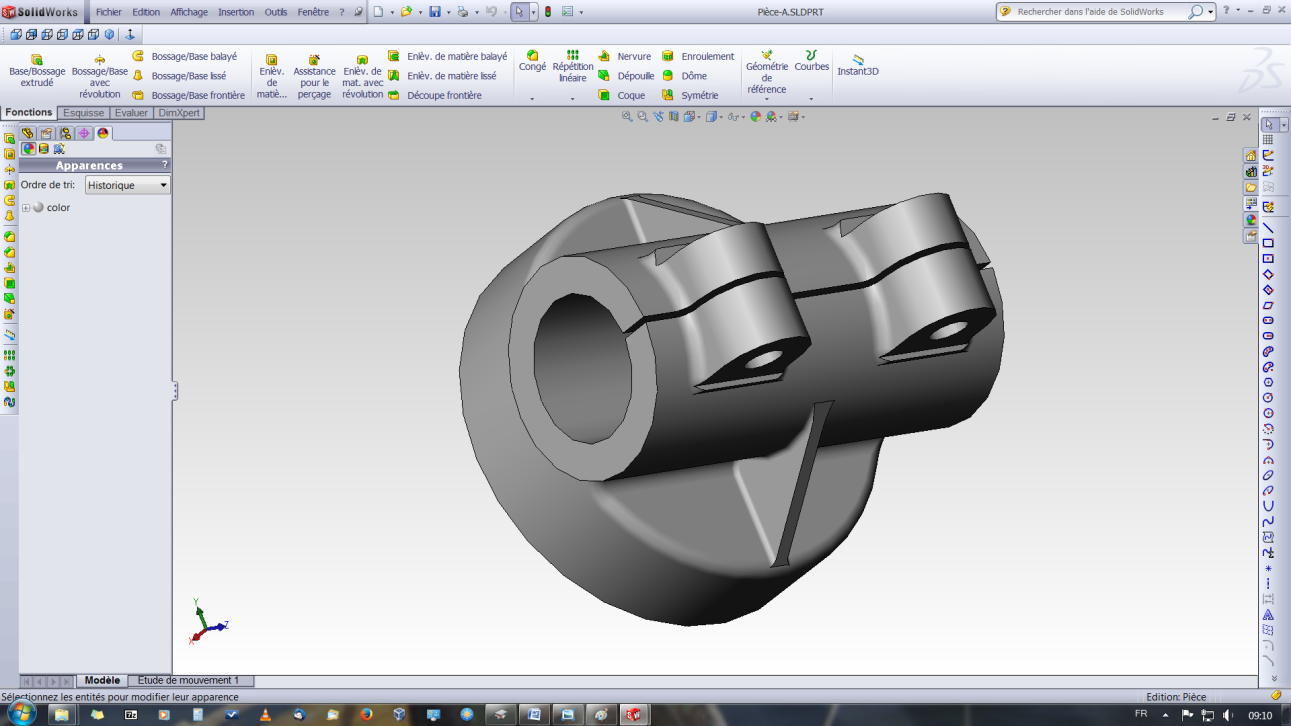 SolidWorks
Fichier Edition Affichage Insertion Outils Fenêtre ?
Pièce-A.SLDPRT
Rechercher dans l'aide de SolidWorks
?
Base/Bossage
extrudé
Bossage/Base
avec
révolution
Bossage/Base balayé
Bossage/Base lissé
Bossage/Base frontière
Enlèv.
de
matiè...
Assistance
pour le
perçage
Enlèv. de
mat. avec
révolution
Enlèv. de matière balayé
Enlèv. de matière lissé
Découpe frontière
Congé
Répétition
linéaire
Nervure
Dépouille
Coque
Enroulement
Dôme
Symétrie
Géométrie
de
référence
Courbes
Instant3D
Fonctions Esquisse Evaluer DimXpert
Apparences ?
Ordre de tri: Historique
color
Y
Z
X
Modèle Etude de mouvement 1
Sélectionnez les entités pour modifier leur apparence
Edition: Pièce
FR
09:10